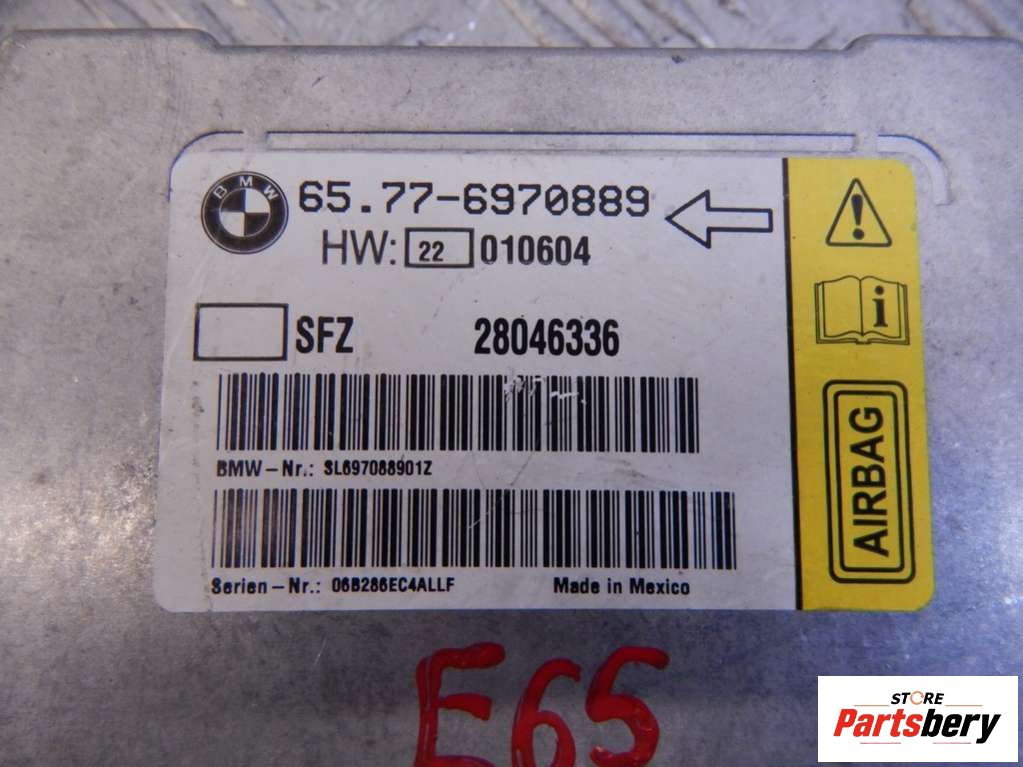 BMW
65.77-6970889
HW: 22 010604
SFZ 28046336
BMW-Nr.: SL697088901Z
Serien-Nr.: 06B286EC4ALLF Made in Mexico
i
AIRBAG
E65
STORE
Partsbery